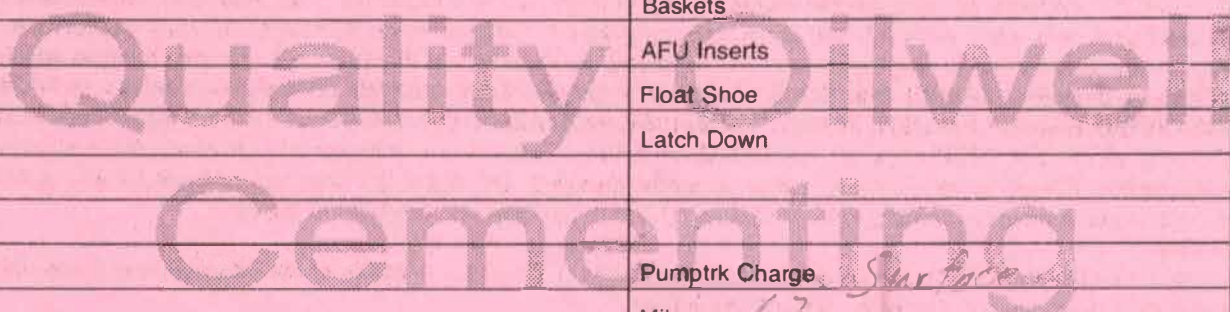 Baskets
Quality Oilwell
AFU Inserts
Float Shoe
Latch Down
Cementing
Pumptrk Charge Surface